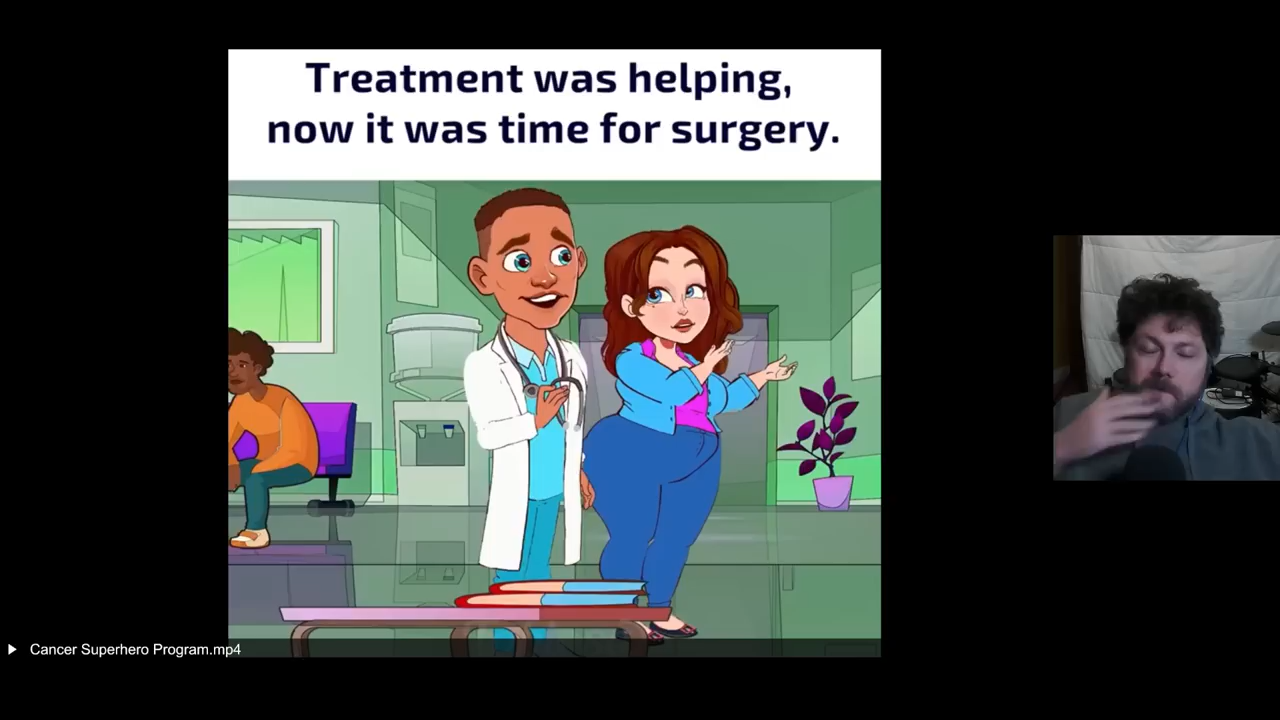 Treatment was helping,
now it was time for surgery.
Cancer Superhero Program.mp4